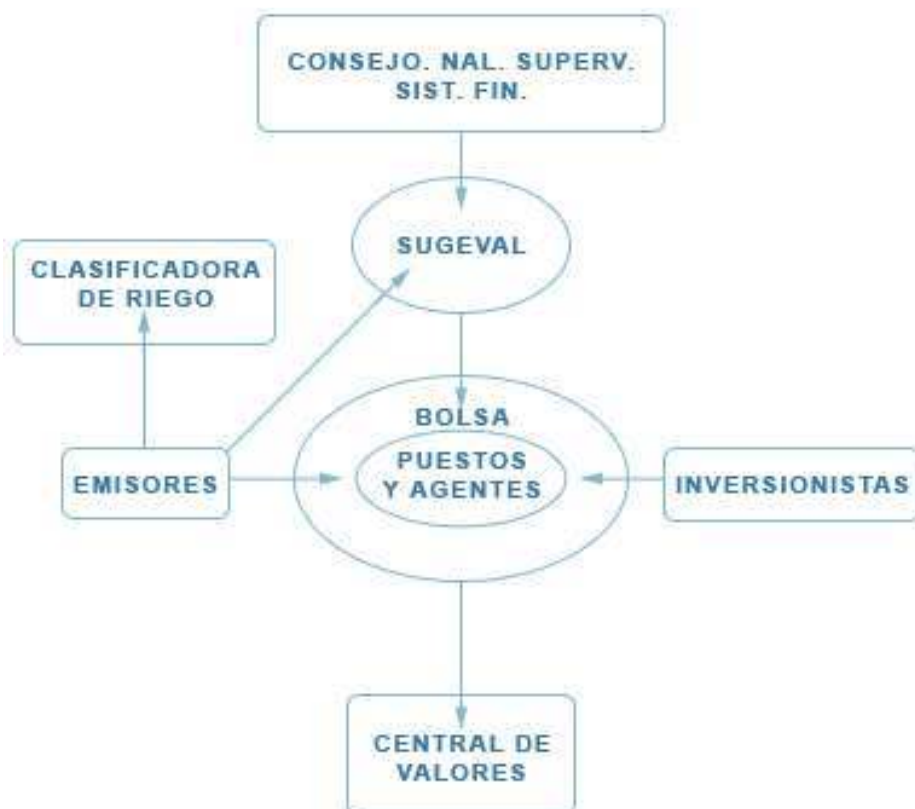 CONSEJO. NAL. SUPERV.
SIST. FIN.
SUGEVAL
CLASIFICADORA
DE RIEGO
BOLSA
PUESTOS
Y AGENTES
EMISORES
INVERSIONISTAS
CENTRAL DE
VALORES